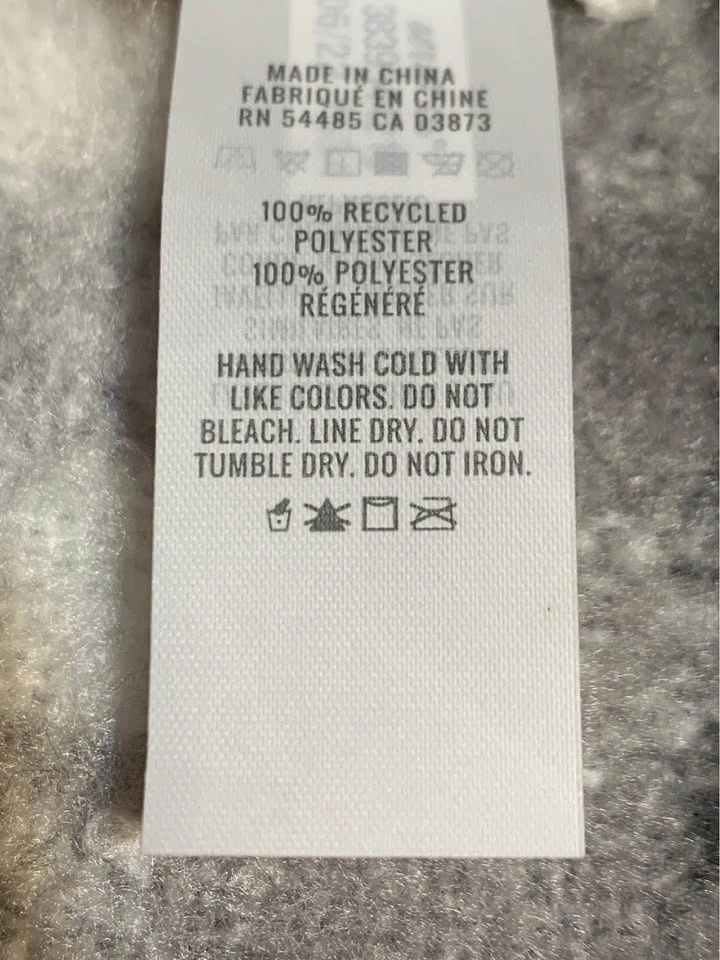 MADE IN CHINA
FABRIQUÉ EN CHINE
RN 54485 CA 03873
100% RECYCLED
POLYESTER
100% POLYESTER
RÉGÉNÉRÉ
HAND WASH COLD WITH
LIKE COLORS. DO NOT
BLEACH. LINE DRY. DO NOT
TUMBLE DRY. DO NOT IRON.